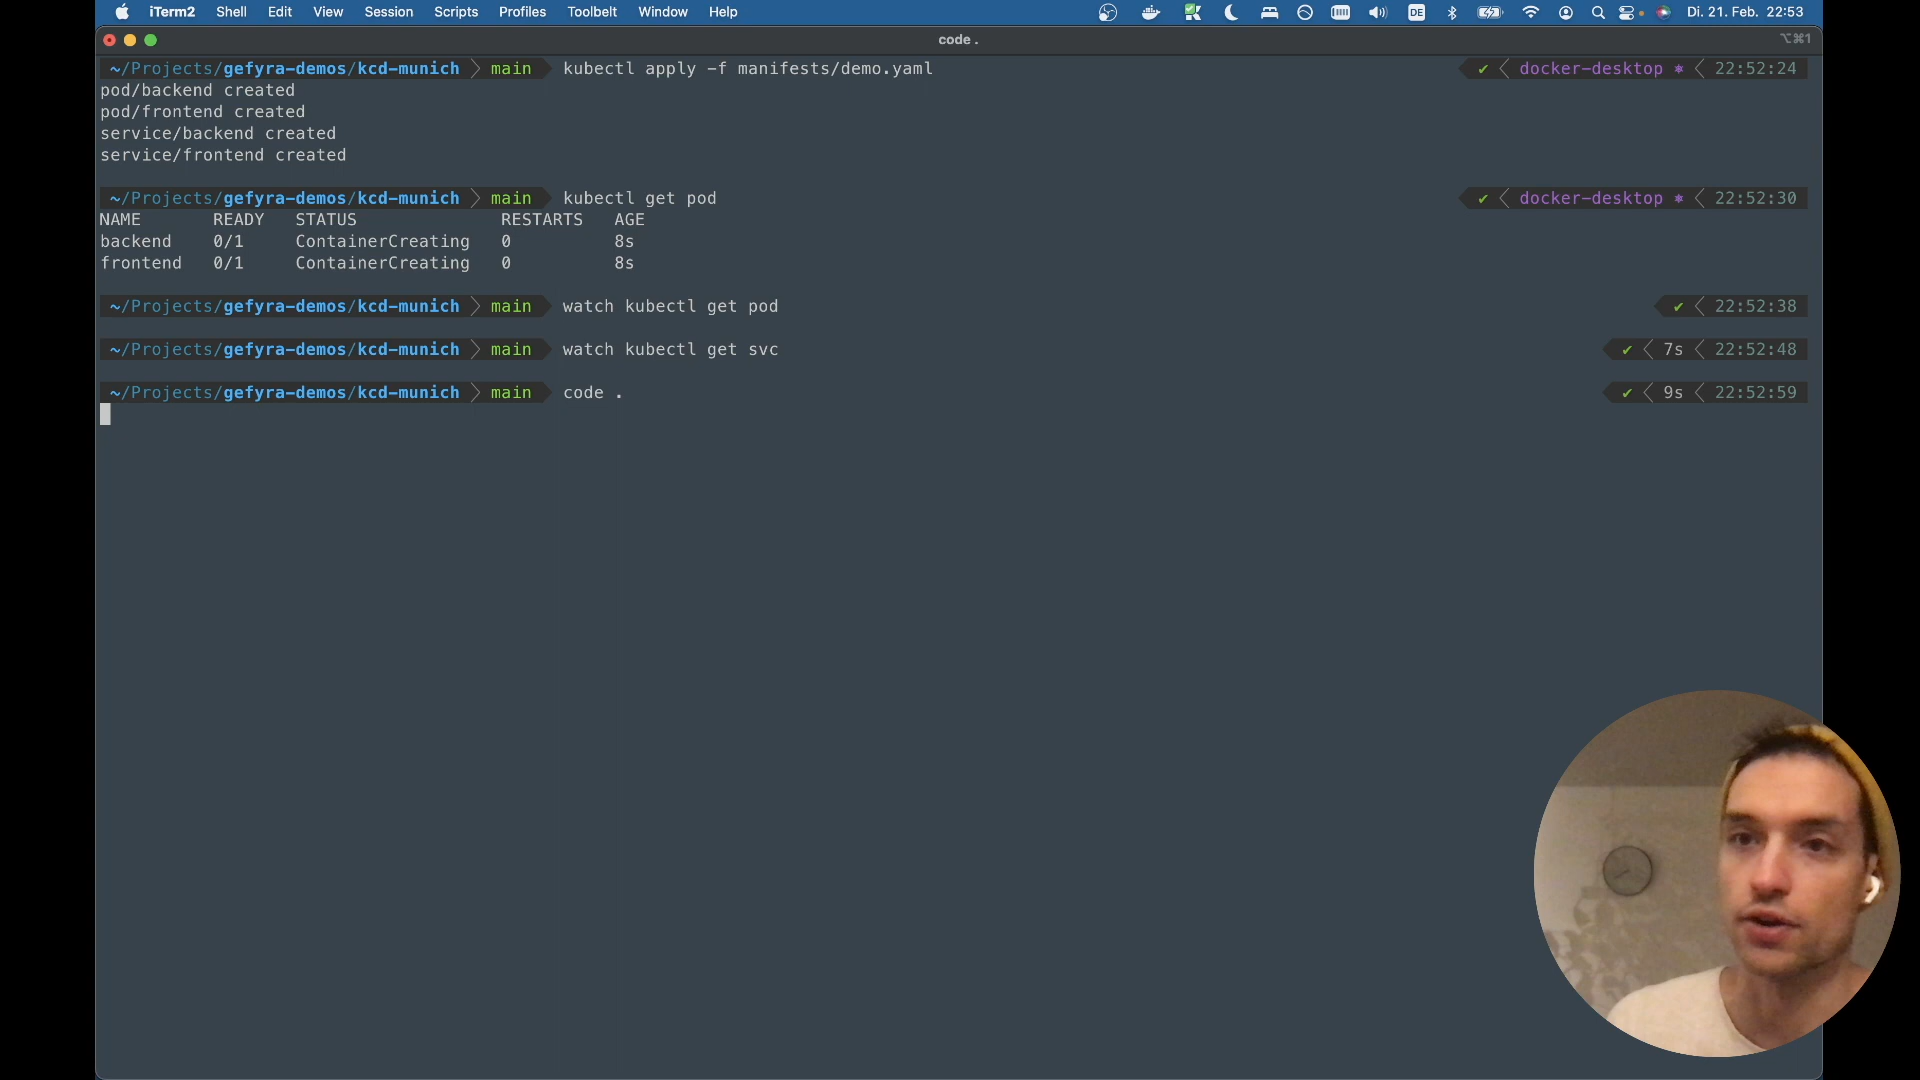 iTerm2 Shell Edit View Session Scripts Profiles Toolbelt Window Help DE Di. 21. Feb. 22:53
code . ⌥⌘1
~/Projects/gefyra-demos/kcd-munich main kubectl apply -f manifests/demo.yaml ✔ docker-desktop ⎈ 22:52:24
pod/backend created
pod/frontend created
service/backend created
service/frontend created
~/Projects/gefyra-demos/kcd-munich main kubectl get pod ✔ docker-desktop ⎈ 22:52:30
NAME READY STATUS RESTARTS AGE
backend 0/1 ContainerCreating 0 8s
frontend 0/1 ContainerCreating 0 8s
~/Projects/gefyra-demos/kcd-munich main watch kubectl get pod ✔ 22:52:38
~/Projects/gefyra-demos/kcd-munich main watch kubectl get svc ✔ 7s 22:52:48
~/Projects/gefyra-demos/kcd-munich main code . ✔ 9s 22:52:59